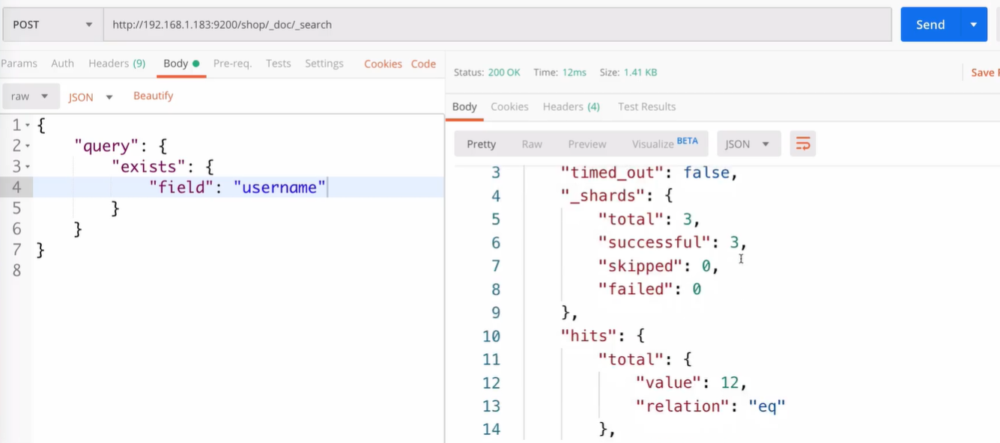 POST http://192.168.1.183:9200/shop/_doc/_search Send
Params Auth Headers (9) Body Pre-req. Tests Settings Cookies Code
raw JSON Beautify
1 {
2 "query": {
3 "exists": {
4 "field": "username"
5 }
6 }
7 }
8
Status: 200 OK Time: 12ms Size: 1.41 KB Save
Body Cookies Headers (4) Test Results
Pretty Raw Preview Visualize BETA JSON
3 "timed_out": false,
4 "_shards": {
5 "total": 3,
6 "successful": 3,
7 "skipped": 0,
8 "failed": 0
9 },
10 "hits": {
11 "total": {
12 "value": 12,
13 "relation": "eq"
14 },